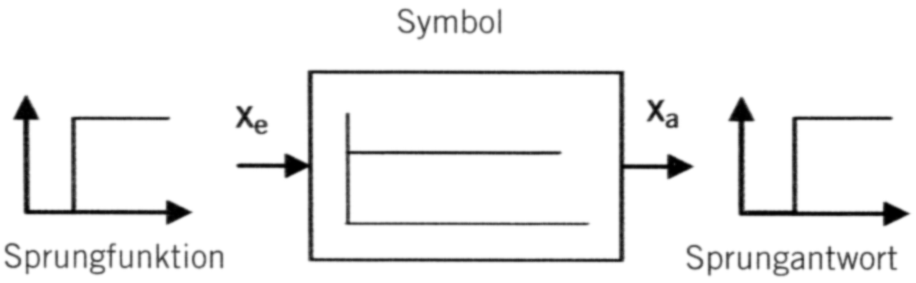 Symbol
Xe
Xa
Sprungfunktion
Sprungantwort